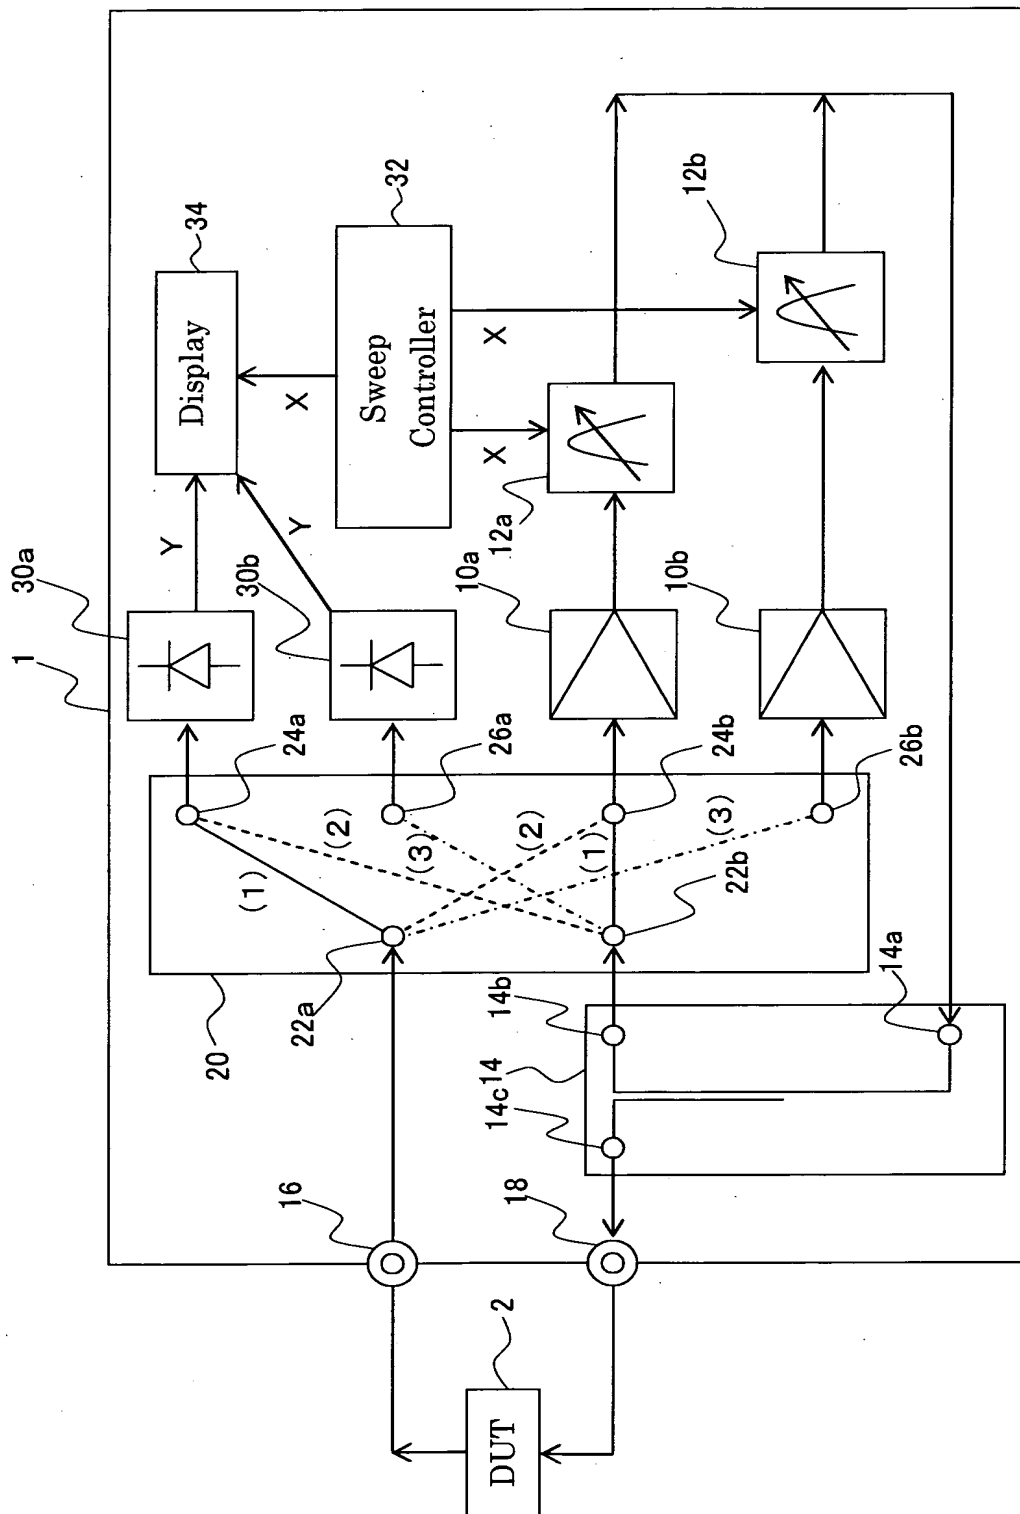 1
30a
Y
Display
34
X
30b
Y
Sweep
Controller
32
X
X
24a
26a
10a
12a
12b
10b
24b
26b
(1)
(2)
(3)
(2)
(1)
(3)
22a
22b
20
14b
14
14c
14a
16
18
2
DUT